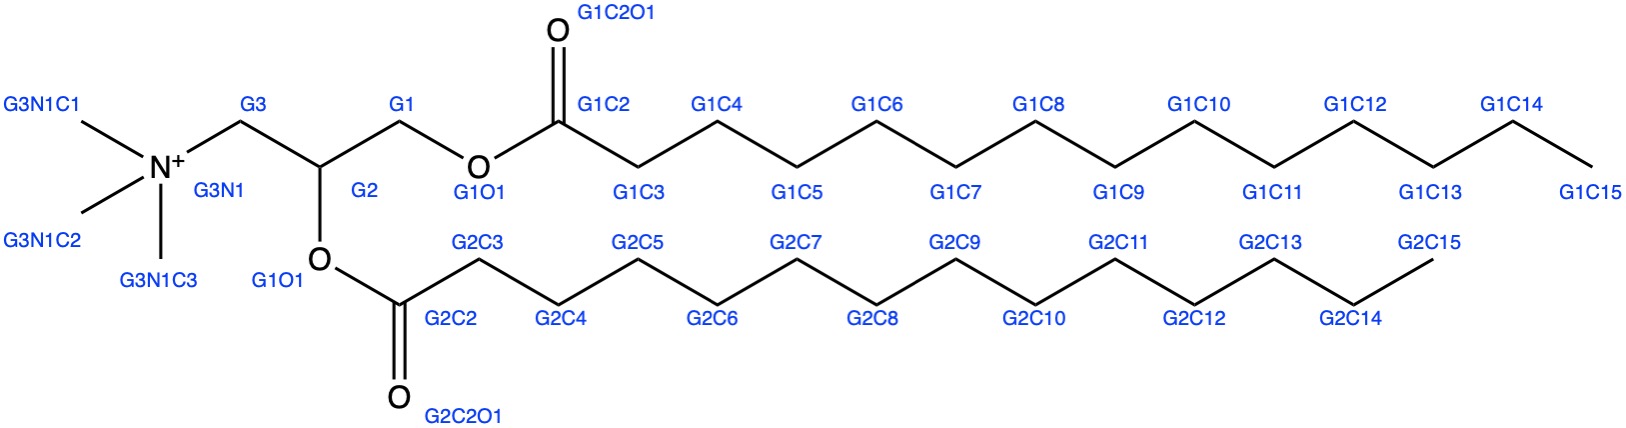 G1C2O1
O
G3N1C1 G3 G1 G1C2 G1C4 G1C6 G1C8 G1C10 G1C12 G1C14
N+ O
G3N1 G2 G1O1 G1C3 G1C5 G1C7 G1C9 G1C11 G1C13 G1C15
G3N1C2 G2C3 G2C5 G2C7 G2C9 G2C11 G2C13 G2C15
O
G3N1C3 G1O1
G2C2 G2C4 G2C6 G2C8 G2C10 G2C12 G2C14
O
G2C2O1